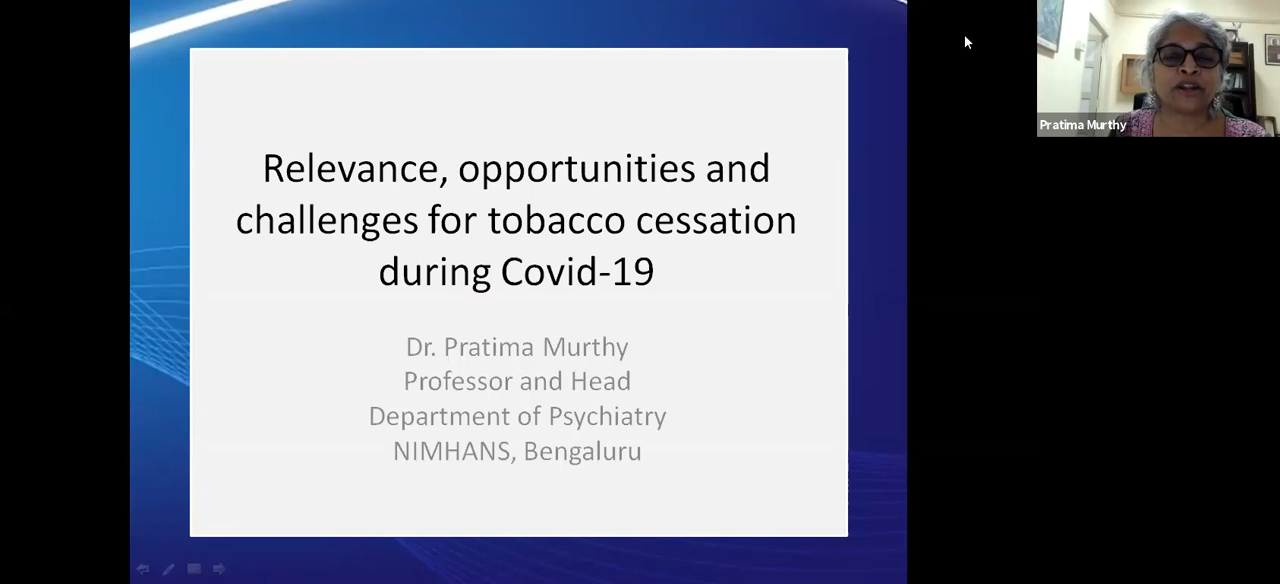 Relevance, opportunities and
challenges for tobacco cessation
during Covid-19
Dr. Pratima Murthy
Professor and Head
Department of Psychiatry
NIMHANS, Bengaluru
Pratima Murthy